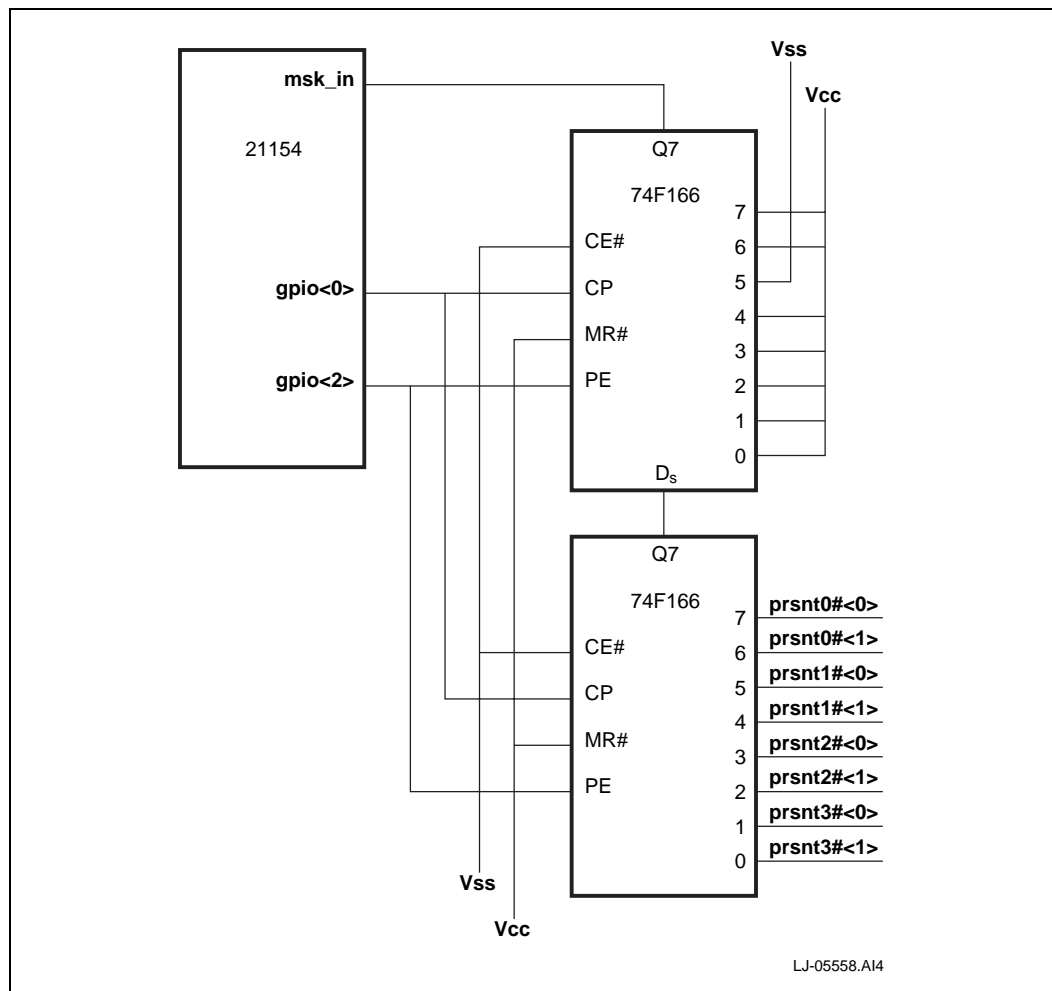 Vss
msk_in
Vcc
21154
Q7
74F166
7
CE#
6
gpio<0>
CP
5
4
MR#
3
gpio<2>
PE
2
1
0
Ds
Q7
74F166
prsnt0#<0>
7
prsnt0#<1>
CE#
6
prsnt1#<0>
CP
5
prsnt1#<1>
4
MR#
prsnt2#<0>
3
PE
prsnt2#<1>
2
prsnt3#<0>
1
prsnt3#<1>
0
Vss
Vcc
LJ-05558.AI4